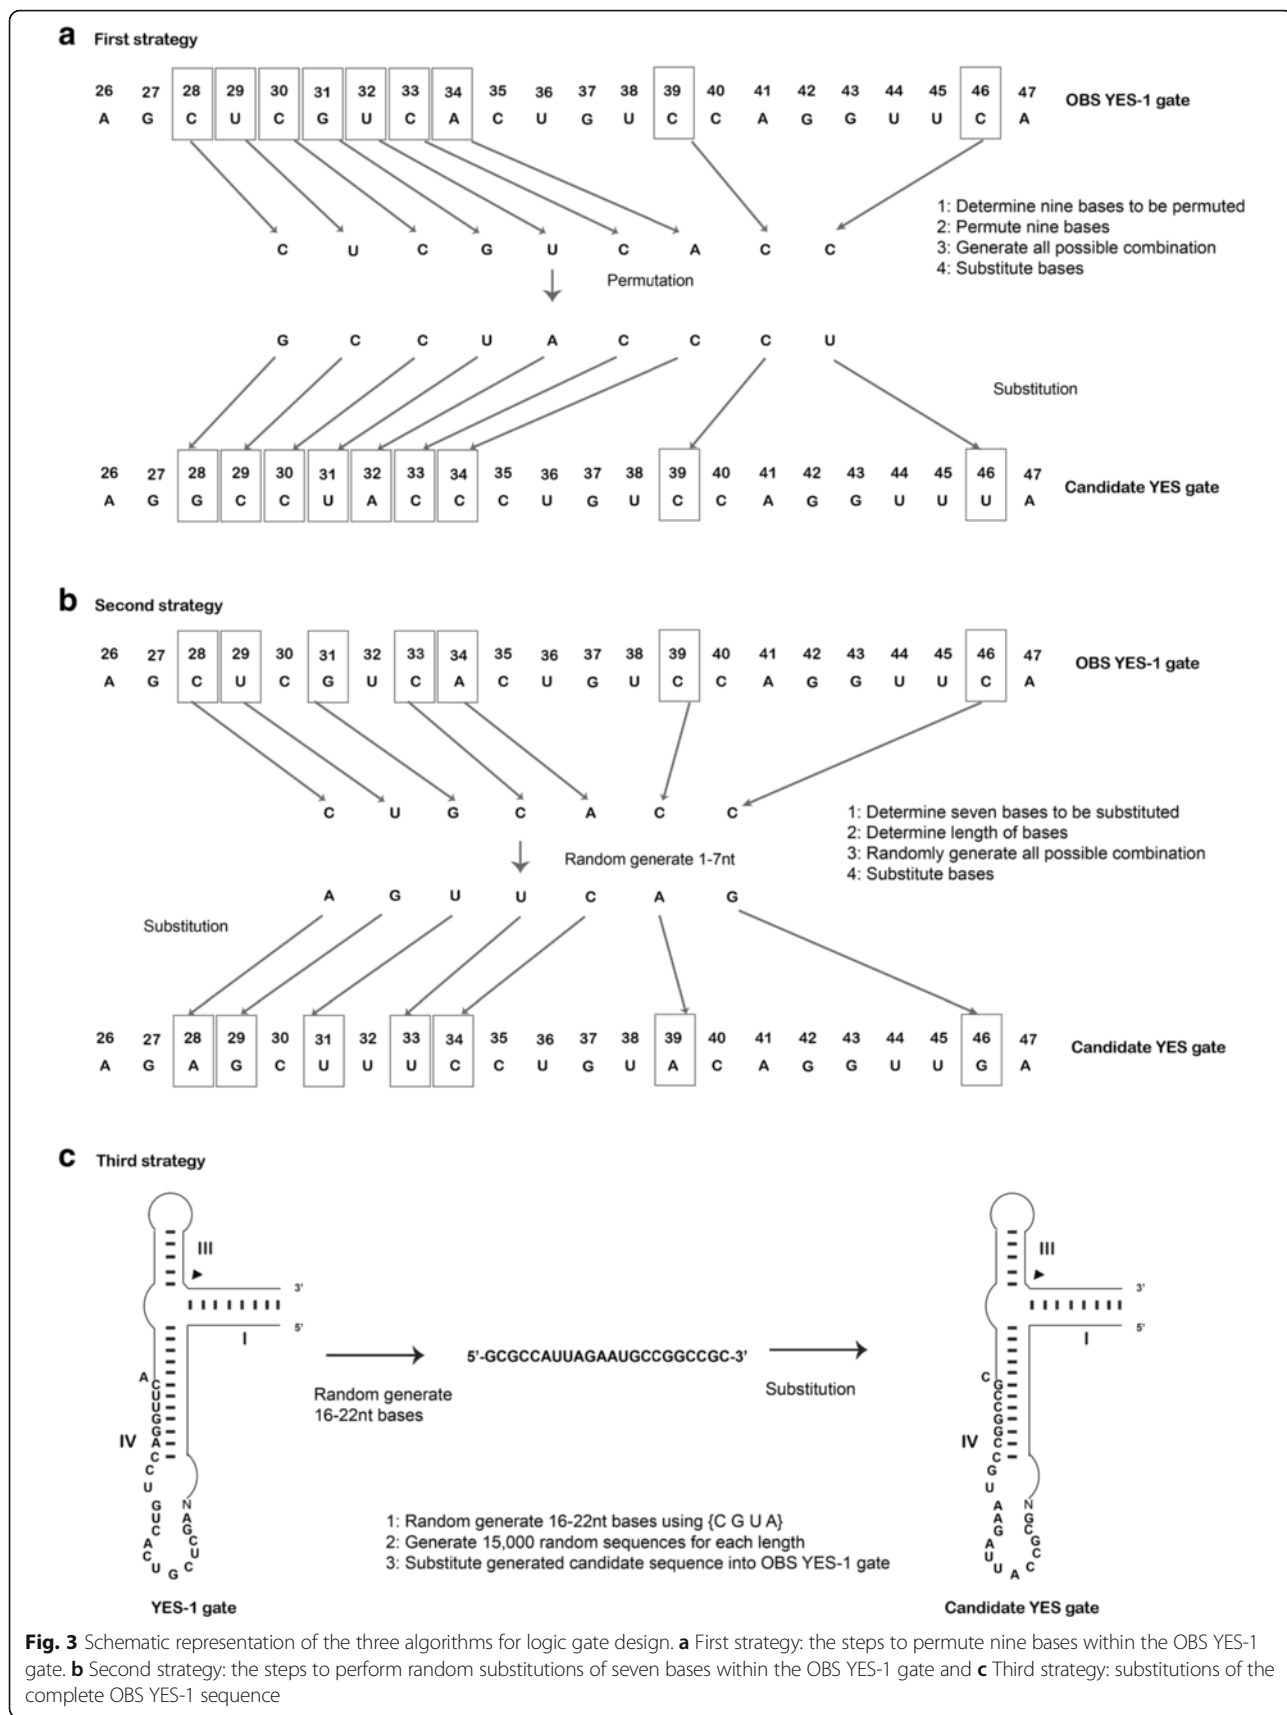 a First strategy
26 27 28 29 30 31 32 33 34 35 36 37 38 39 40 41 42 43 44 45 46 47
OBS YES-1 gate
A G C U C G U C A C U G U C C A G G U U C A
1: Determine nine bases to be permuted
2: Permute nine bases
3: Generate all possible combination
4: Substitute bases
C U C G U C A C C
Permutation
G C C U A C C C U
Substitution
26 27 28 29 30 31 32 33 34 35 36 37 38 39 40 41 42 43 44 45 46 47
Candidate YES gate
A G G C C U A C C C U G U C C A G G U U U A
b Second strategy
26 27 28 29 30 31 32 33 34 35 36 37 38 39 40 41 42 43 44 45 46 47
OBS YES-1 gate
A G C U C G U C A C U G U C C A G G U U C A
C U G C A C C
1: Determine seven bases to be substituted
2: Determine length of bases
3: Randomly generate all possible combination
4: Substitute bases
Random generate 1-7nt
A G U U C A G
Substitution
26 27 28 29 30 31 32 33 34 35 36 37 38 39 40 41 42 43 44 45 46 47
Candidate YES gate
A G A G C U U U C C U G U A C A G G U U G A
c Third strategy
III
3'
5'
I
A
C
U
U
G
G
A
C
IV
C
U
G
U
C
A
C
U
G
C
U
C
G
A
N
YES-1 gate
5'-GCGCCAUUAGAAUGCCGGCCGC-3'
Random generate
16-22nt bases
Substitution
1: Random generate 16-22nt bases using {C G U A}
2: Generate 15,000 random sequences for each length
3: Substitute generated candidate sequence into OBS YES-1 gate
III
3'
5'
I
C
G
C
C
G
G
C
C
IV
G
U
A
A
G
A
U
U
A
C
C
G
C
G
N
Candidate YES gate
Fig. 3 Schematic representation of the three algorithms for logic gate design. a First strategy: the steps to permute nine bases within the OBS YES-1
gate. b Second strategy: the steps to perform random substitutions of seven bases within the OBS YES-1 gate and c Third strategy: substitutions of the
complete OBS YES-1 sequence